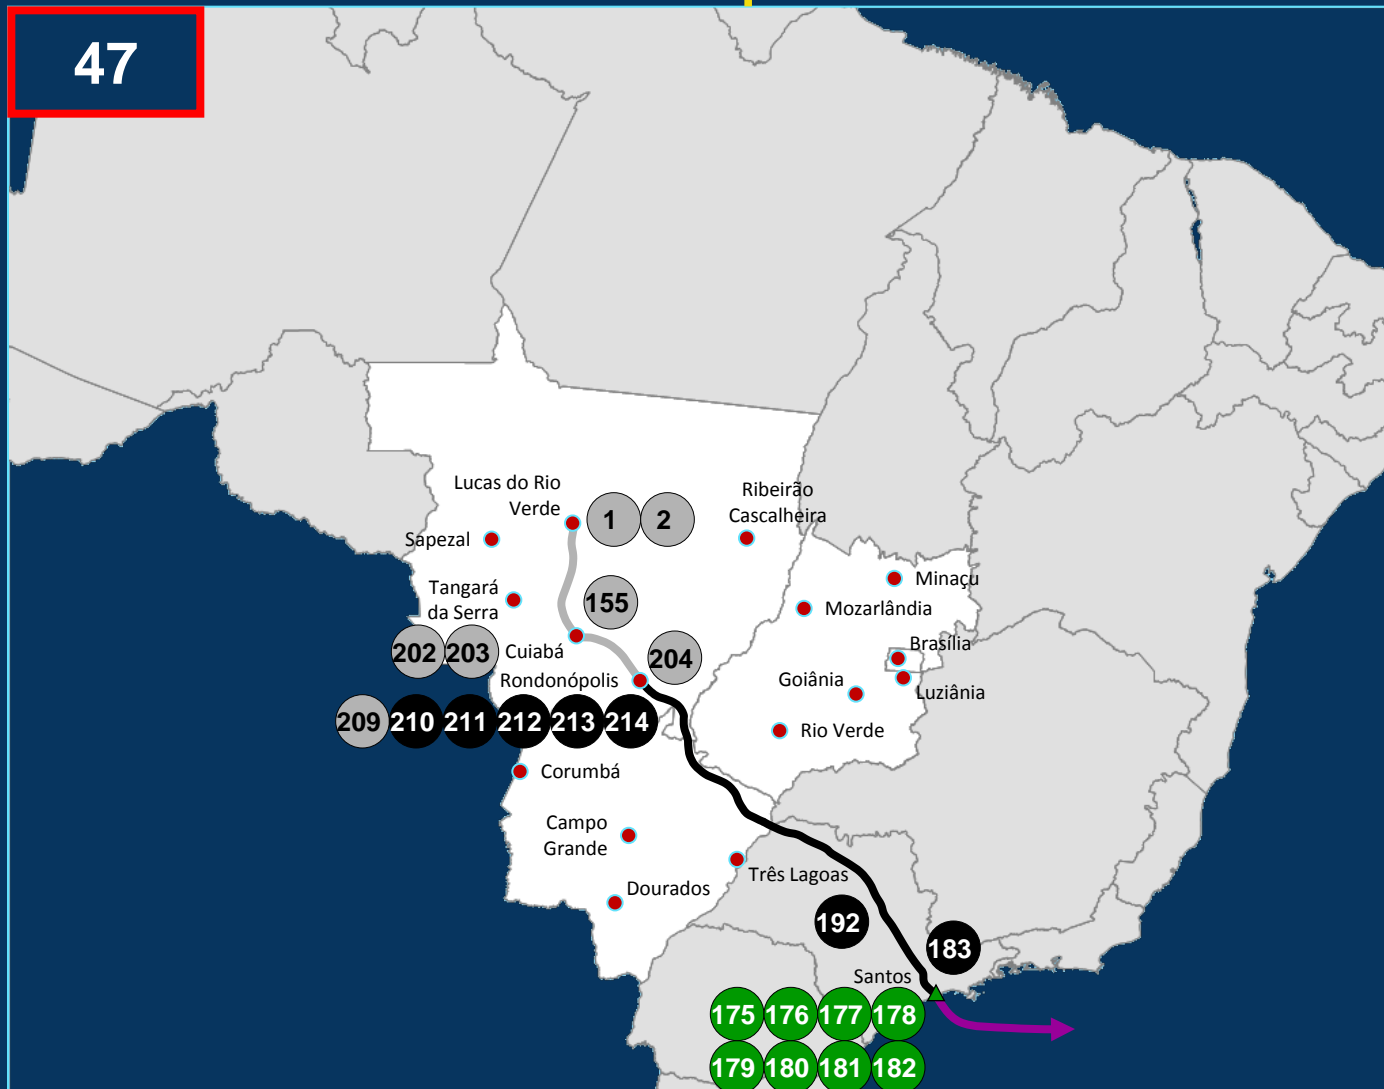 47
Lucas do Rio
Verde
1 2
Ribeirão
Cascalheira
Sapezal
Minaçu
Tangará
da Serra
155
Mozarlândia
202 203
Cuiabá
204
Brasília
Rondonópolis
Goiânia
Luziânia
209 210 211 212 213 214
Rio Verde
Corumbá
Campo
Grande
Três Lagoas
Dourados
192
183
Santos
175 176 177 178
179 180 181 182